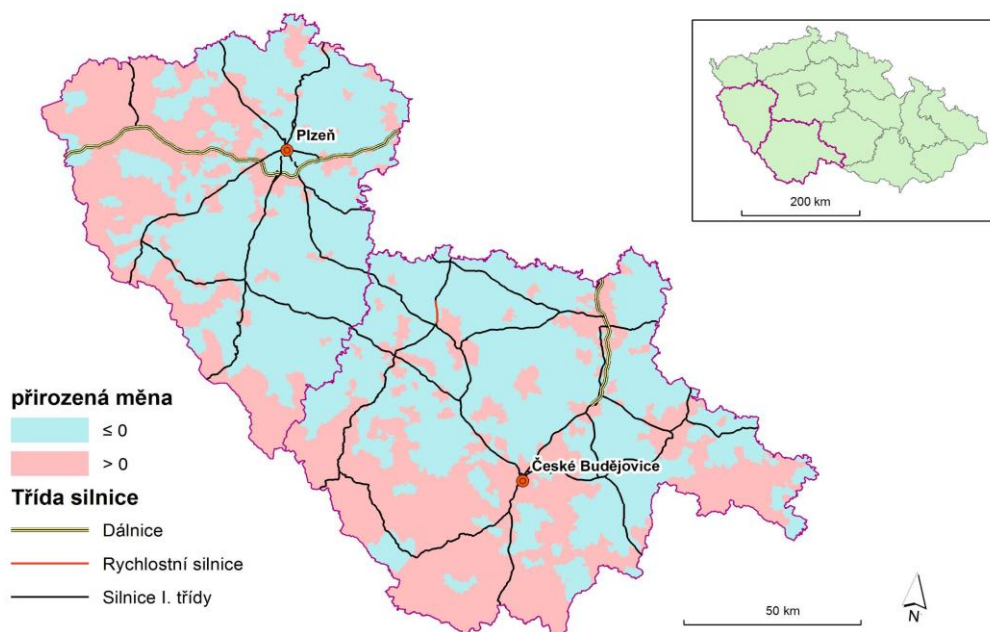 Plzeň
200 km
přirozená měna
≤ 0
> 0
České Budějovice
Třída silnice
Dálnice
Rychlostní silnice
Silnice I. třídy
50 km
N